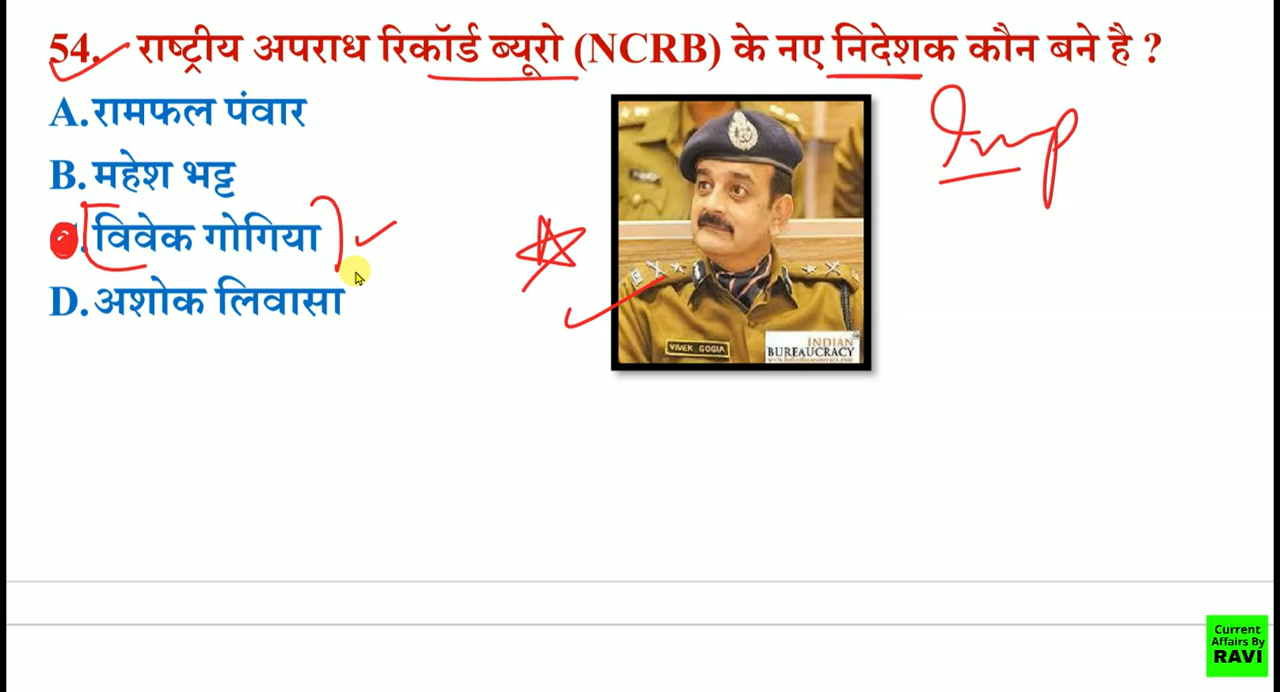 54. राष्ट्रीय अपराध रिकॉर्ड ब्यूरो (NCRB) के नए निदेशक कौन बने है ?
A. रामफल पंवार
B. महेश भट्ट
विवेक गोगिया
D. अशोक लिवासा
Imp
VIVEK GOGIA
INDIAN
BUREAUCRACY
Current
Affairs By
RAVI